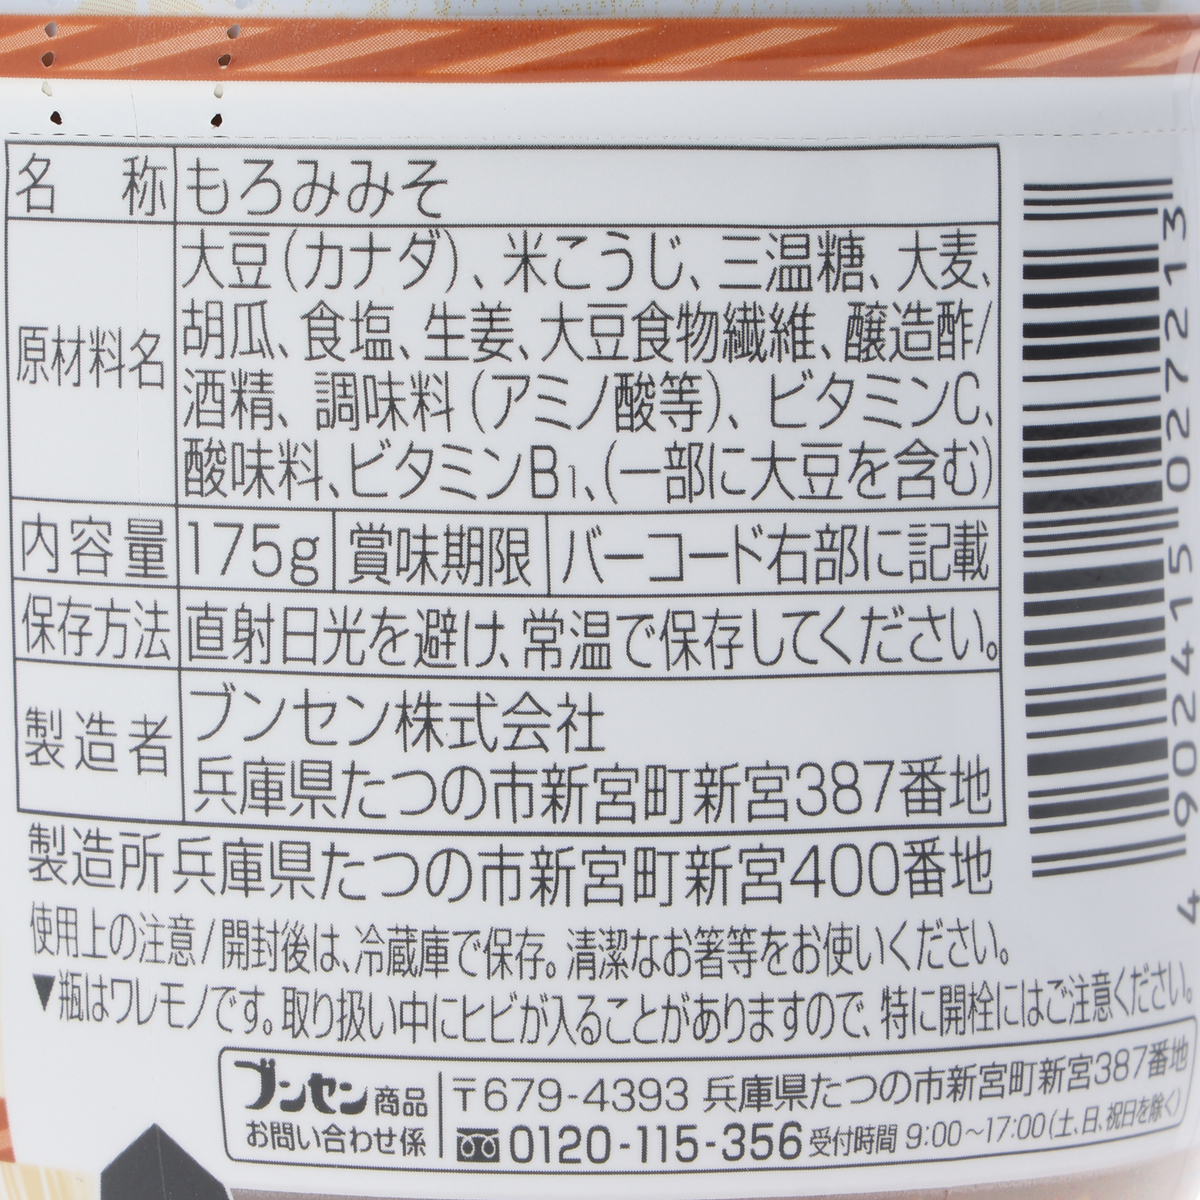 名称 もろみみそ
原材料名 大豆(カナダ)、米こうじ、三温糖、大麦、
胡瓜、食塩、生姜、大豆食物繊維、醸造酢/
酒精、調味料(アミノ酸等)、ビタミンC、
酸味料、ビタミンB1、(一部に大豆を含む)
内容量 175g 賞味期限 バーコード右部に記載
保存方法 直射日光を避け、常温で保存してください。
製造者 ブンセン株式会社
兵庫県たつの市新宮町新宮387番地
製造所 兵庫県たつの市新宮町新宮400番地
使用上の注意/開封後は、冷蔵庫で保存。清潔なお箸等をお使いください。
▼瓶はワレモノです。取り扱い中にヒビが入ることがありますので、特に開栓にはご注意ください。
ブンセン商品 〒679-4393 兵庫県たつの市新宮町新宮387番地
お問い合わせ係 0120-115-356 受付時間 9:00〜17:00(土、日、祝日を除く)
4902415027213